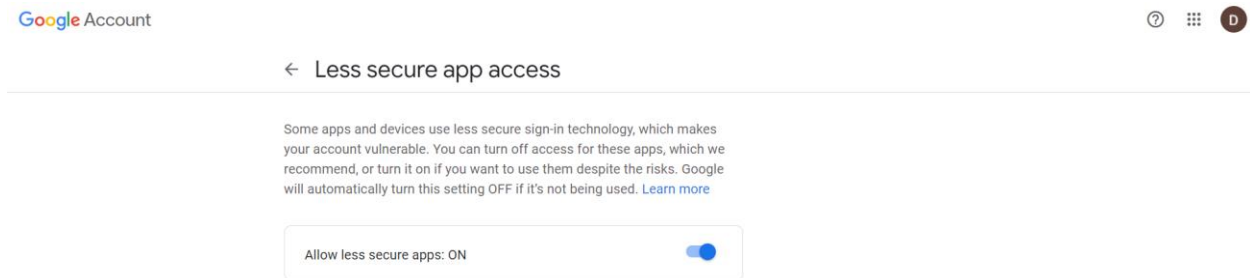 Google Account
D
Less secure app access
Some apps and devices use less secure sign-in technology, which makes
your account vulnerable. You can turn off access for these apps, which we
recommend, or turn it on if you want to use them despite the risks. Google
will automatically turn this setting OFF if it's not being used. Learn more
Allow less secure apps: ON